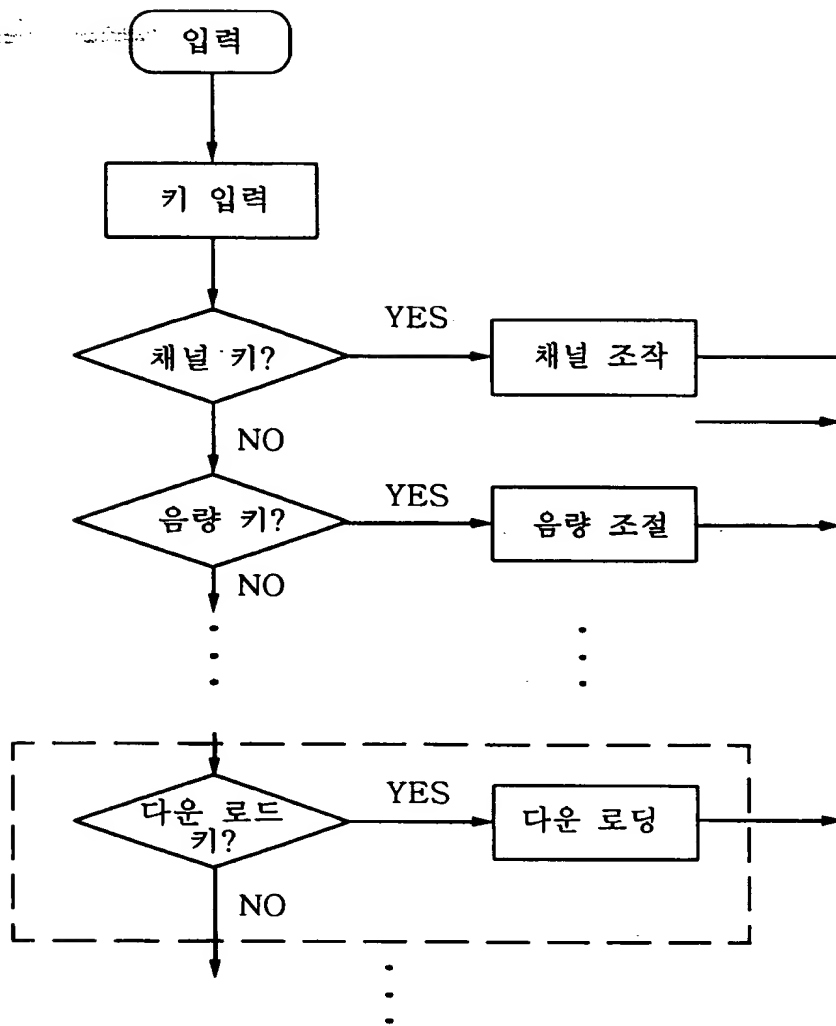 입력
키 입력
채널 키?
YES
채널 조작
NO
음량 키?
YES
음량 조절
NO
다운 로드
키?
YES
다운 로딩
NO